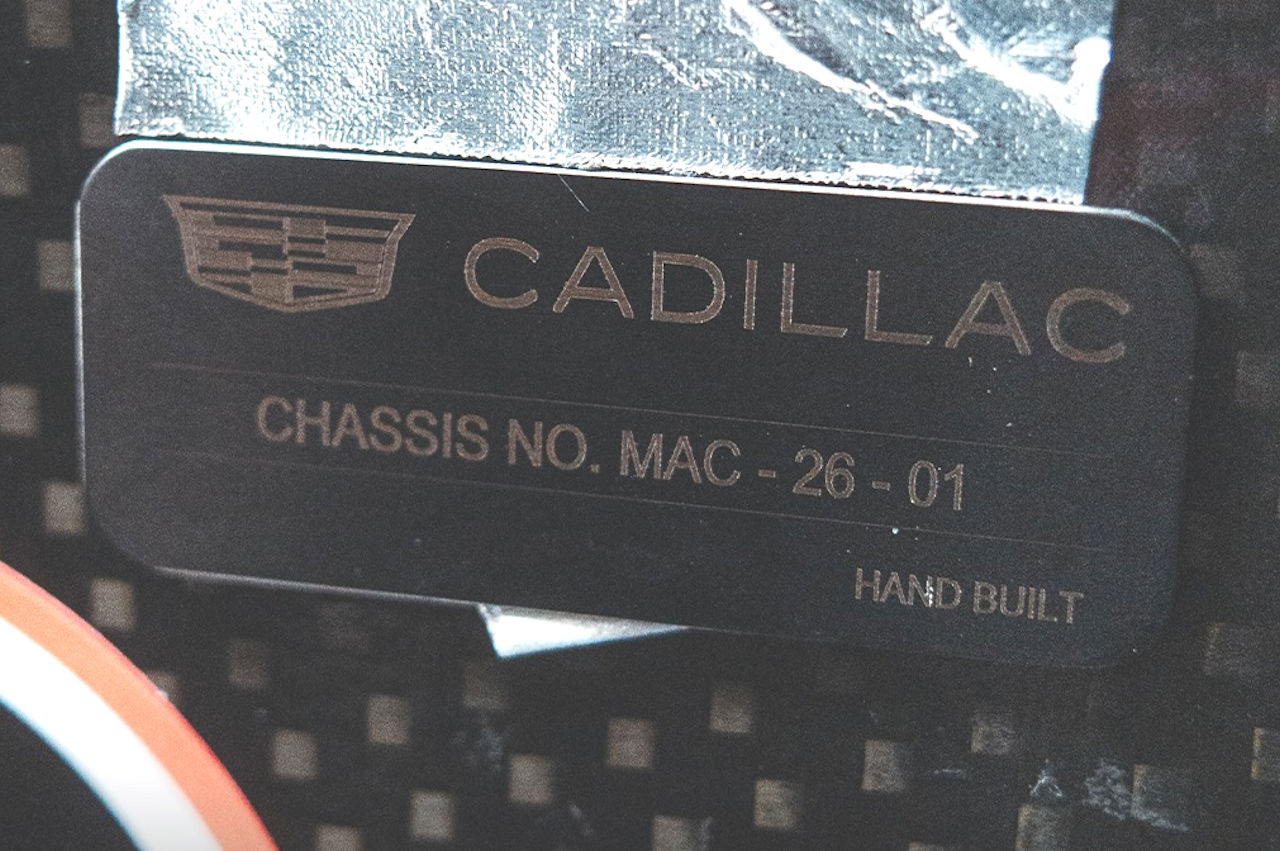 CADILLAC
CHASSIS NO. MAC - 26 - 01
HAND BUILT